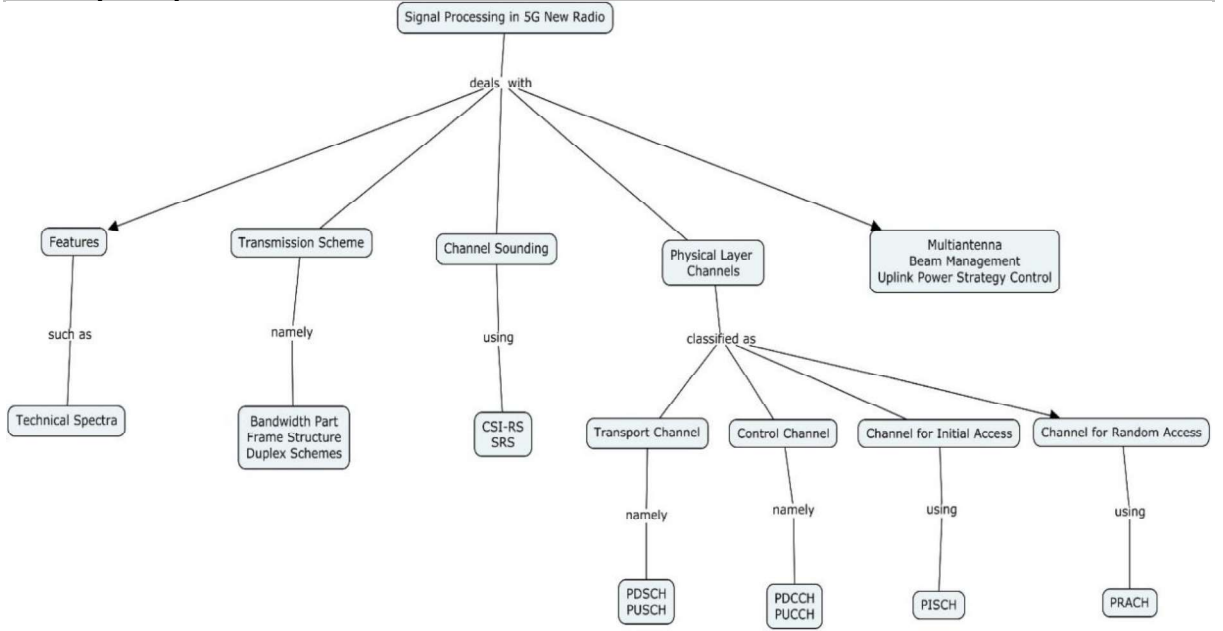 Signal Processing in 5G New Radio
deals with
Features
Transmission Scheme
Channel Sounding
Physical Layer
Channels
Multiantenna
Beam Management
Uplink Power Strategy Control
such as
namely
using
classified as
Technical Spectra
Bandwidth Part
Frame Structure
Duplex Schemes
CSI-RS
SRS
Transport Channel
Control Channel
Channel for Initial Access
Channel for Random Access
namely
namely
using
using
PDSCH
PUSCH
PDCCH
PUCCH
PISCH
PRACH